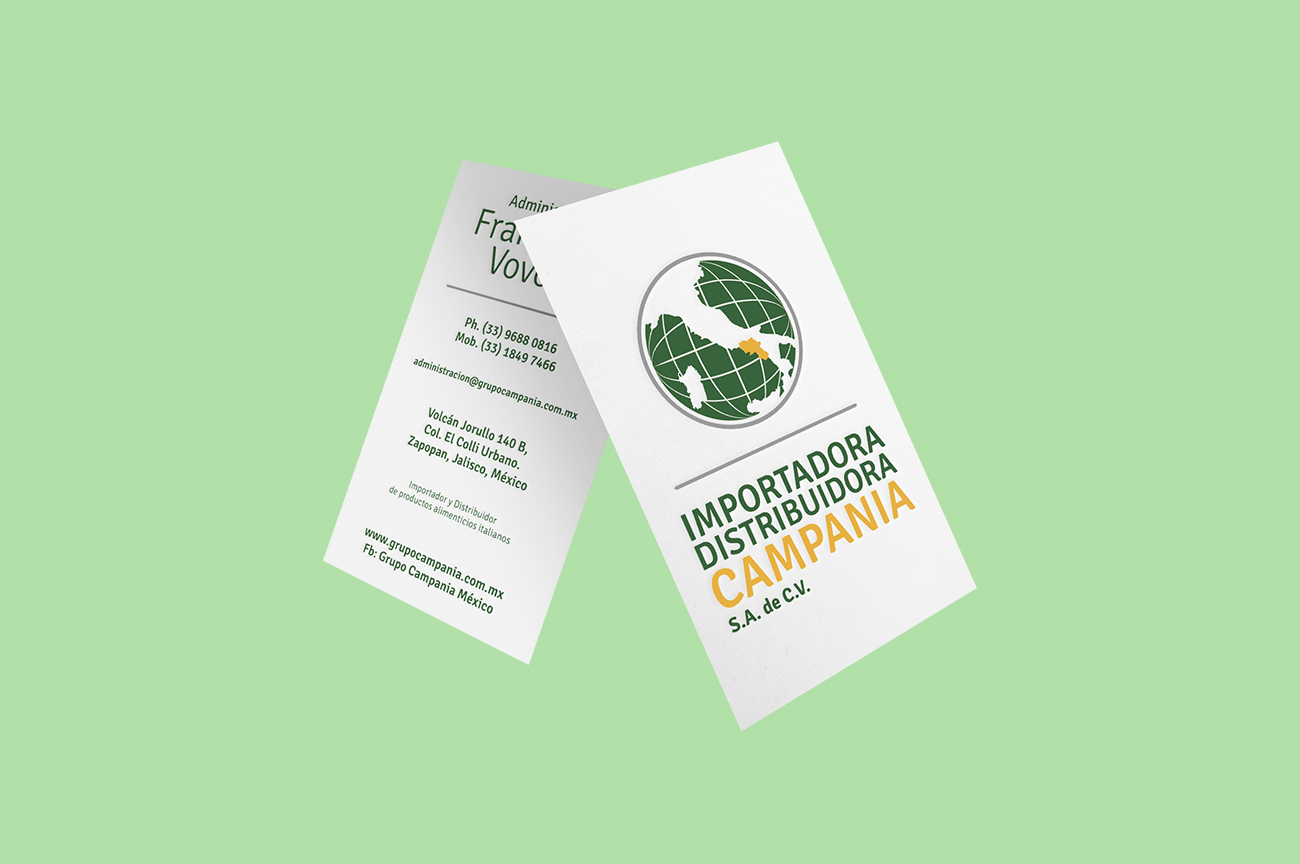 Ph. (33) 9688 0816
Mob. (33) 1849 7466
administracion@grupocampania.com.mx
Volcán Jorullo 140 B,
Col. El Colli Urbano.
Zapopan, Jalisco, México
Importador y Distribuidor
de productos alimenticios italianos
www.grupocampania.com.mx
Fb: Grupo Campania México
IMPORTADORA
DISTRIBUIDORA
CAMPANIA
S.A. de C.V.